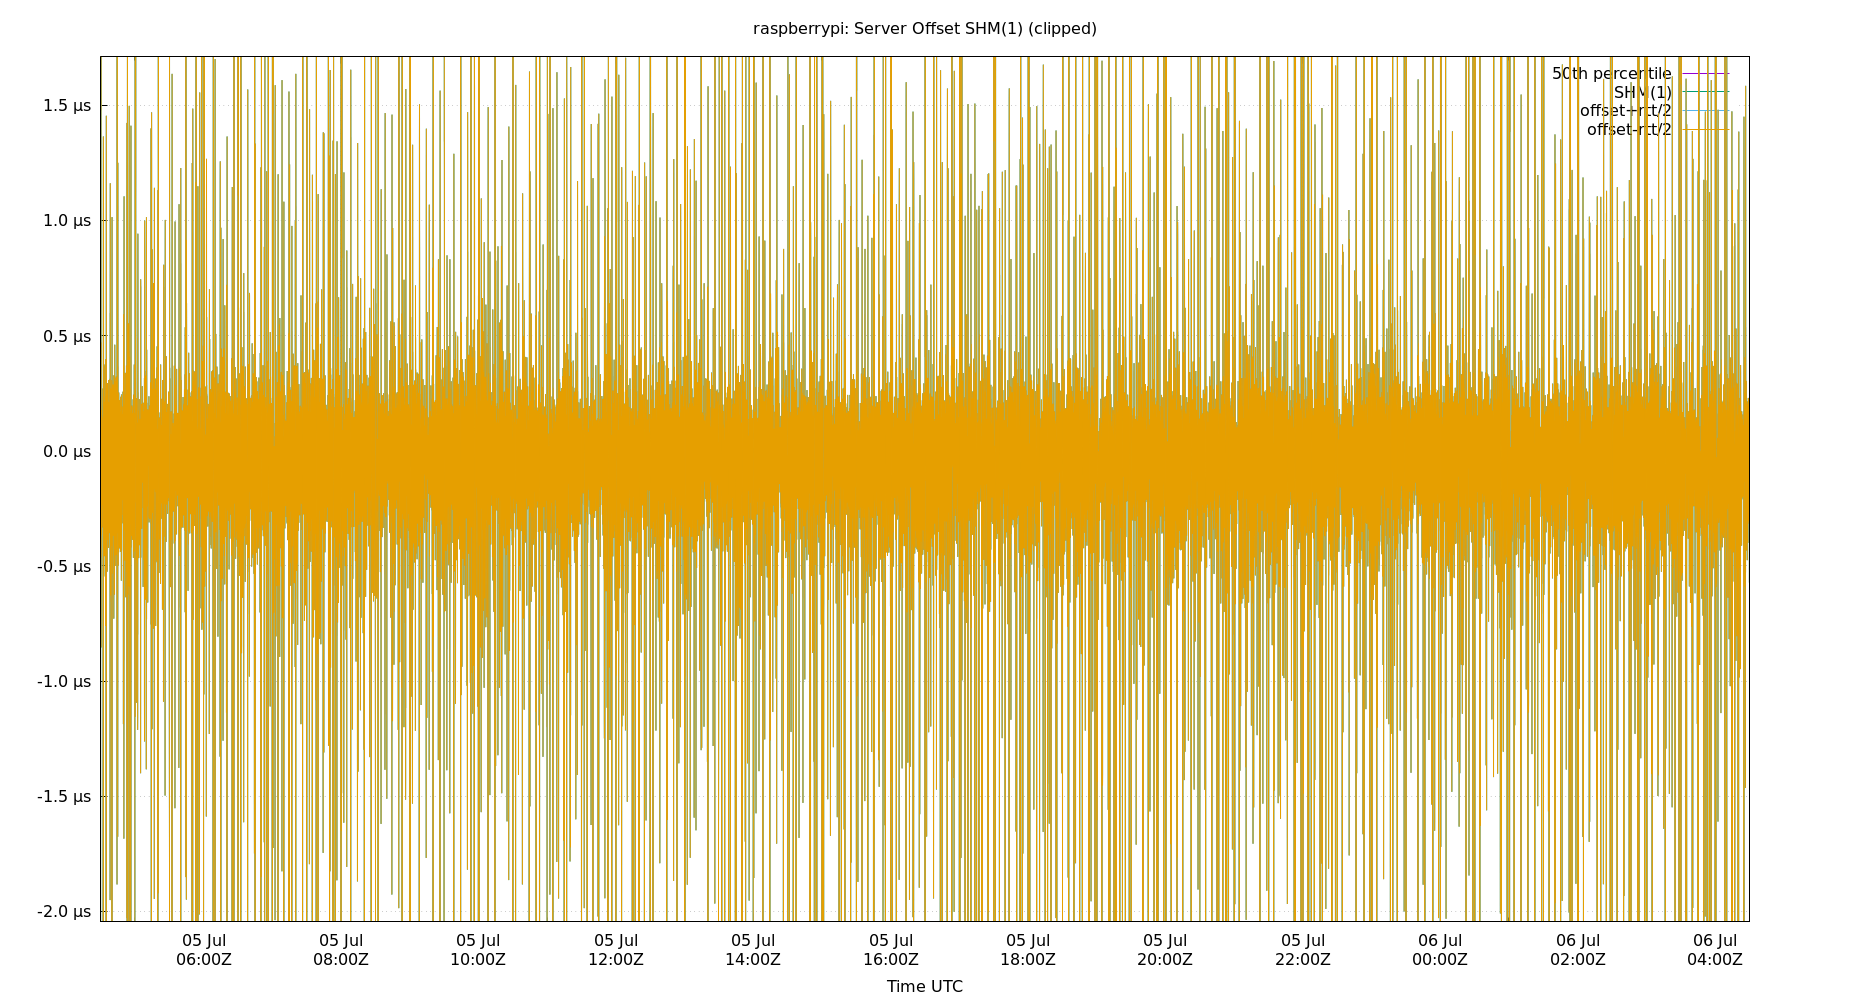 raspberrypi: Server Offset SHM(1) (clipped)
50th percentile
SHM(1)
offset+rtt/2
offset-rtt/2
1.5 µs
1.0 µs
0.5 µs
0.0 µs
-0.5 µs
-1.0 µs
-1.5 µs
-2.0 µs
05 Jul 05 Jul 05 Jul 05 Jul 05 Jul 05 Jul 05 Jul 05 Jul 05 Jul 06 Jul 06 Jul 06 Jul
06:00Z 08:00Z 10:00Z 12:00Z 14:00Z 16:00Z 18:00Z 20:00Z 22:00Z 00:00Z 02:00Z 04:00Z
Time UTC